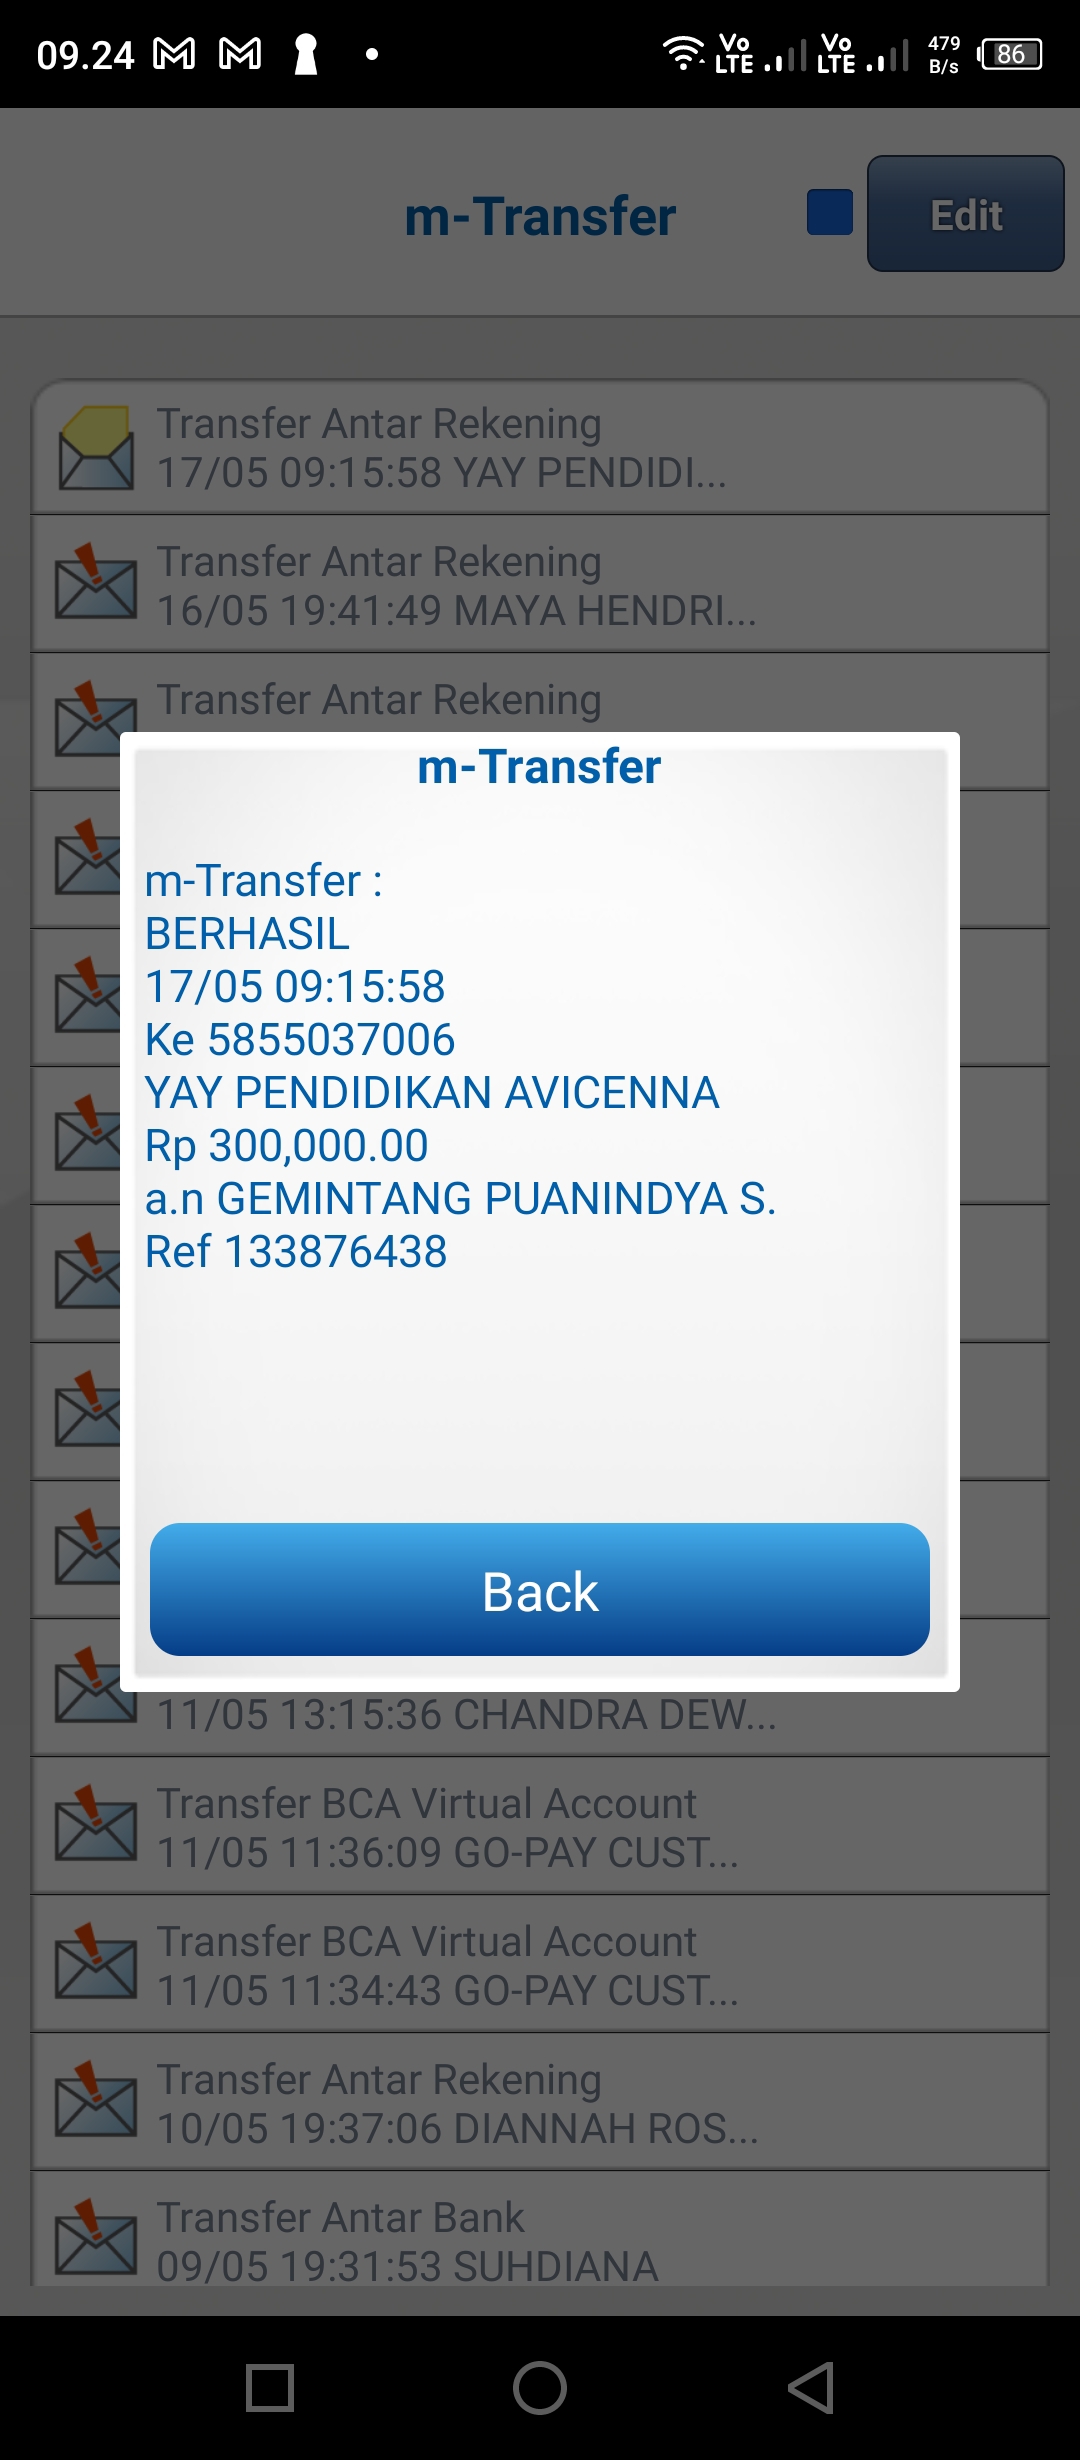 09.24
Vo LTE
Vo LTE
479 B/s
86
m-Transfer
Edit
Transfer Antar Rekening
17/05 09:15:58 YAY PENDIDI...
Transfer Antar Rekening
16/05 19:41:49 MAYA HENDRI...
Transfer Antar Rekening
m-Transfer
m-Transfer :
BERHASIL
17/05 09:15:58
Ke 5855037006
YAY PENDIDIKAN AVICENNA
Rp 300,000.00
a.n GEMINTANG PUANINDYA S.
Ref 133876438
Back
11/05 13:15:36 CHANDRA DEW...
Transfer BCA Virtual Account
11/05 11:36:09 GO-PAY CUST...
Transfer BCA Virtual Account
11/05 11:34:43 GO-PAY CUST...
Transfer Antar Rekening
10/05 19:37:06 DIANNAH ROS...
Transfer Antar Bank
09/05 19:31:53 SUHDIANA